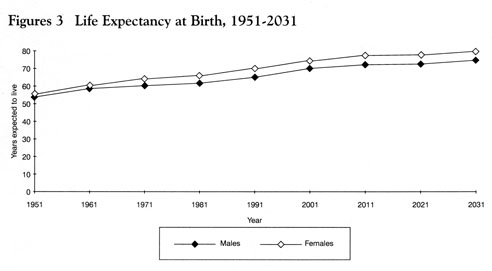 Figures 3 Life Expectancy at Birth, 1951-2031
80
70
60
50
40
30
20
10
0
Years expected to live
1951 1961 1971 1981 1991 2001 2011 2021 2031
Year
Males Females